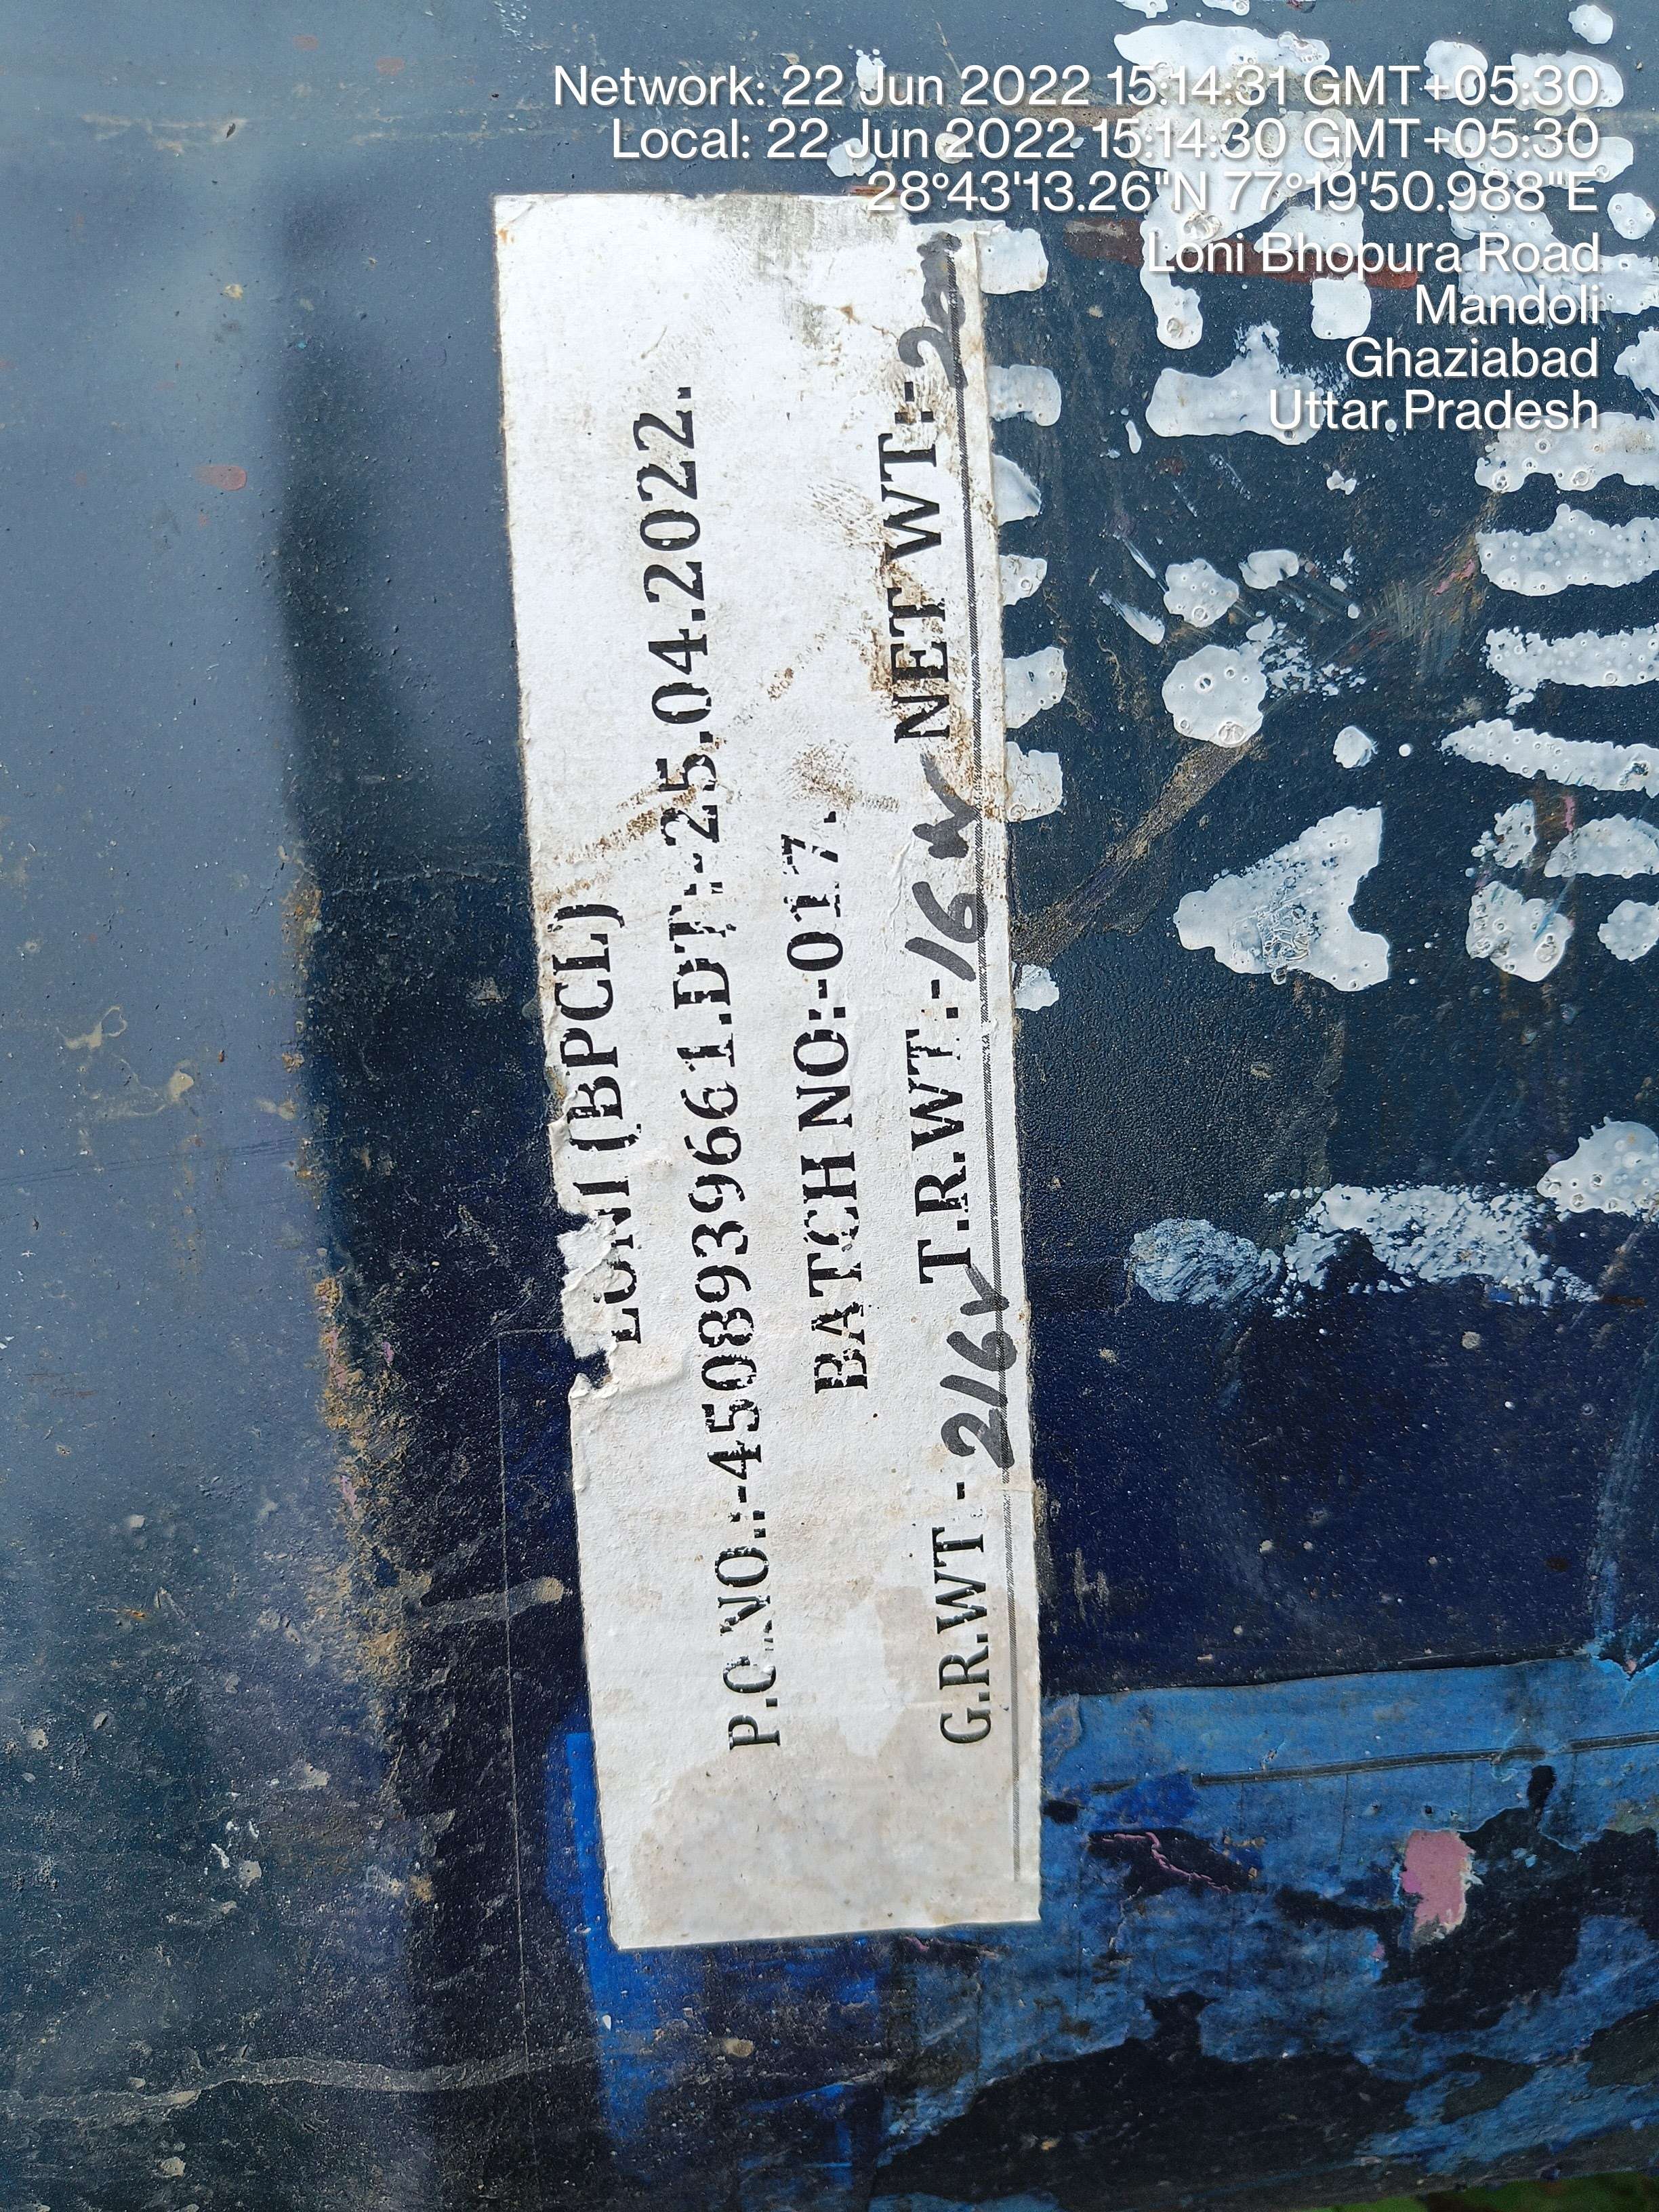 Network: 22 Jun 2022 15:14:31 GMT+05:30
Local: 22 Jun 2022 15:14:30 GMT+05:30
28°43'13.26"N 77°19'50.988"E
Loni Bhopura Road
Mandoli
Ghaziabad
Uttar Pradesh
LONI (BPCL)
P.O.NO.:-4508939661.DT:-25.04.2022.
BATCH NO:-017.
G.R.WT - 216 T.R.WT:-16 NET WT:-